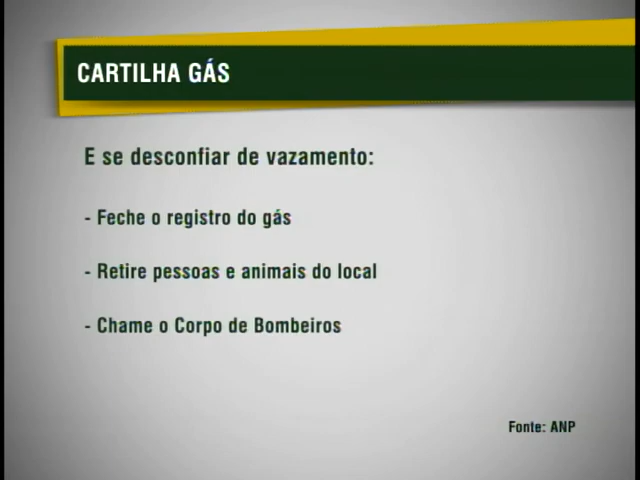 CARTILHA GÁS
E se desconfiar de vazamento:
- Feche o registro do gás
- Retire pessoas e animais do local
- Chame o Corpo de Bombeiros
Fonte: ANP